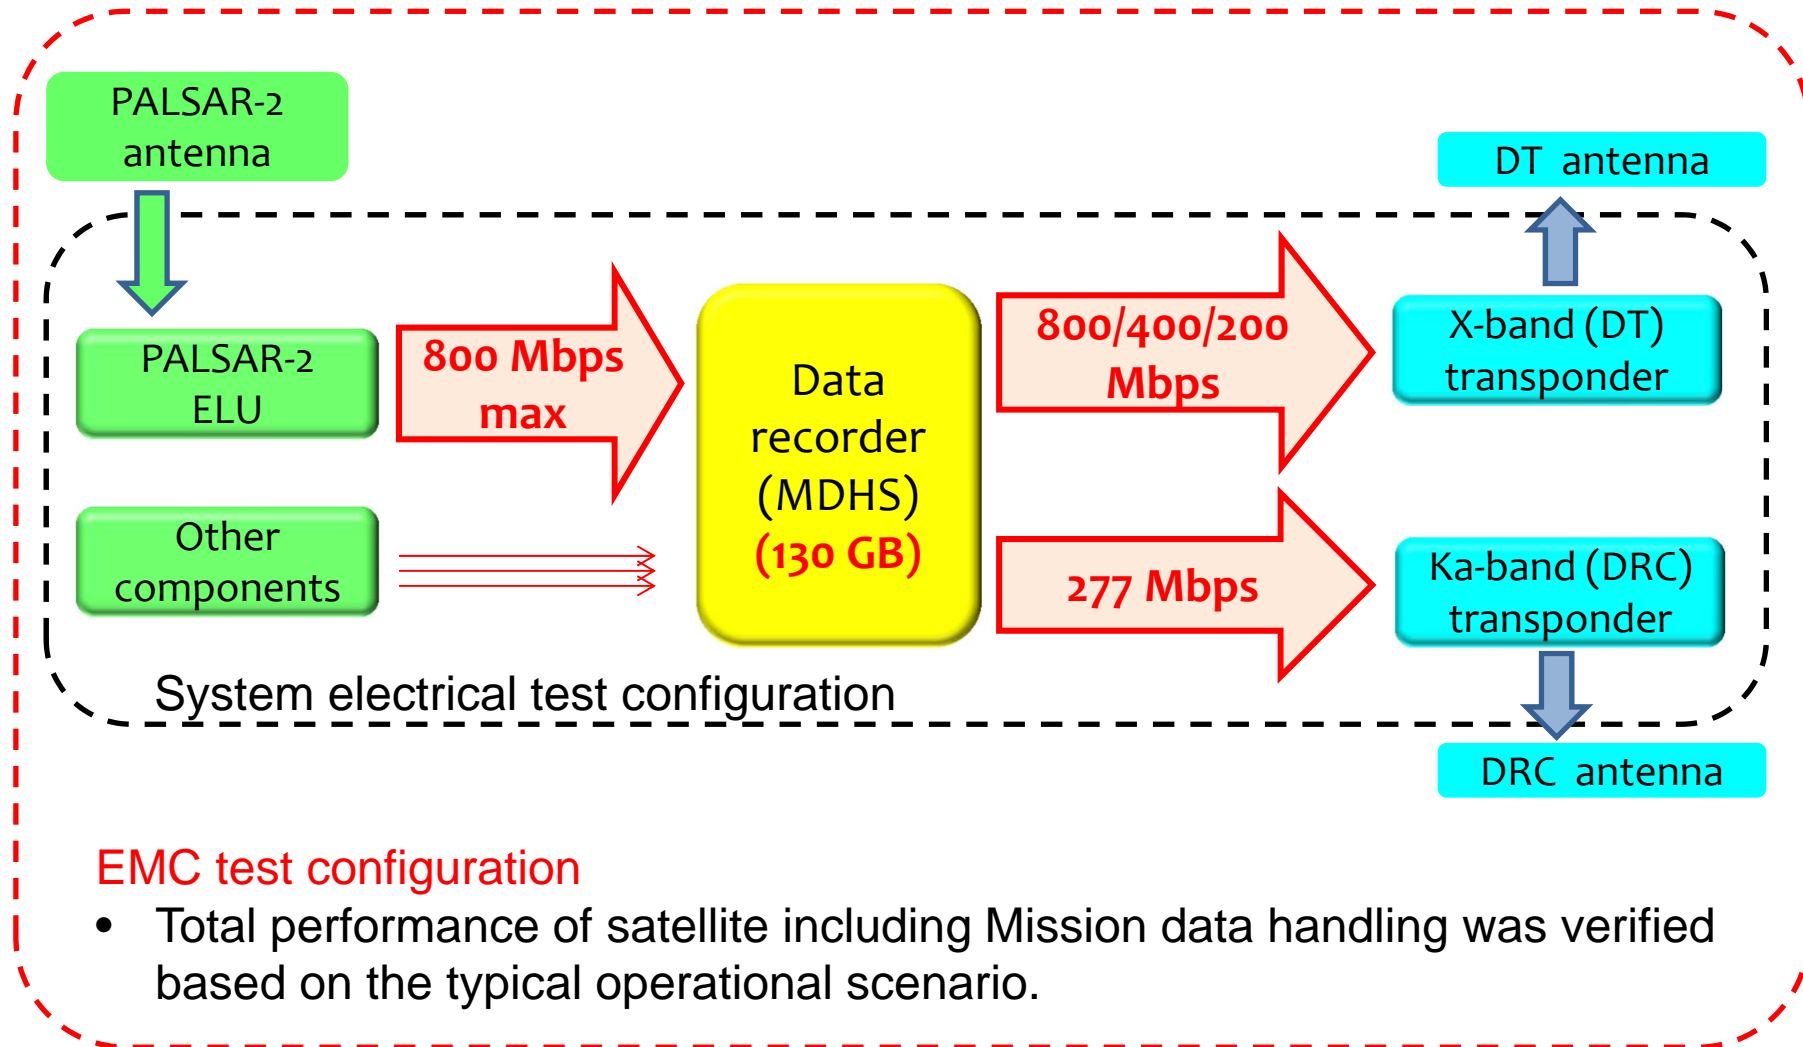 PALSAR-2
antenna
DT antenna
PALSAR-2
ELU
800 Mbps
max
Data
recorder
(MDHS)
(130 GB)
800/400/200
Mbps
X-band (DT)
transponder
Other
components
277 Mbps
Ka-band (DRC)
transponder
System electrical test configuration
DRC antenna
EMC test configuration
• Total performance of satellite including Mission data handling was verified
based on the typical operational scenario.